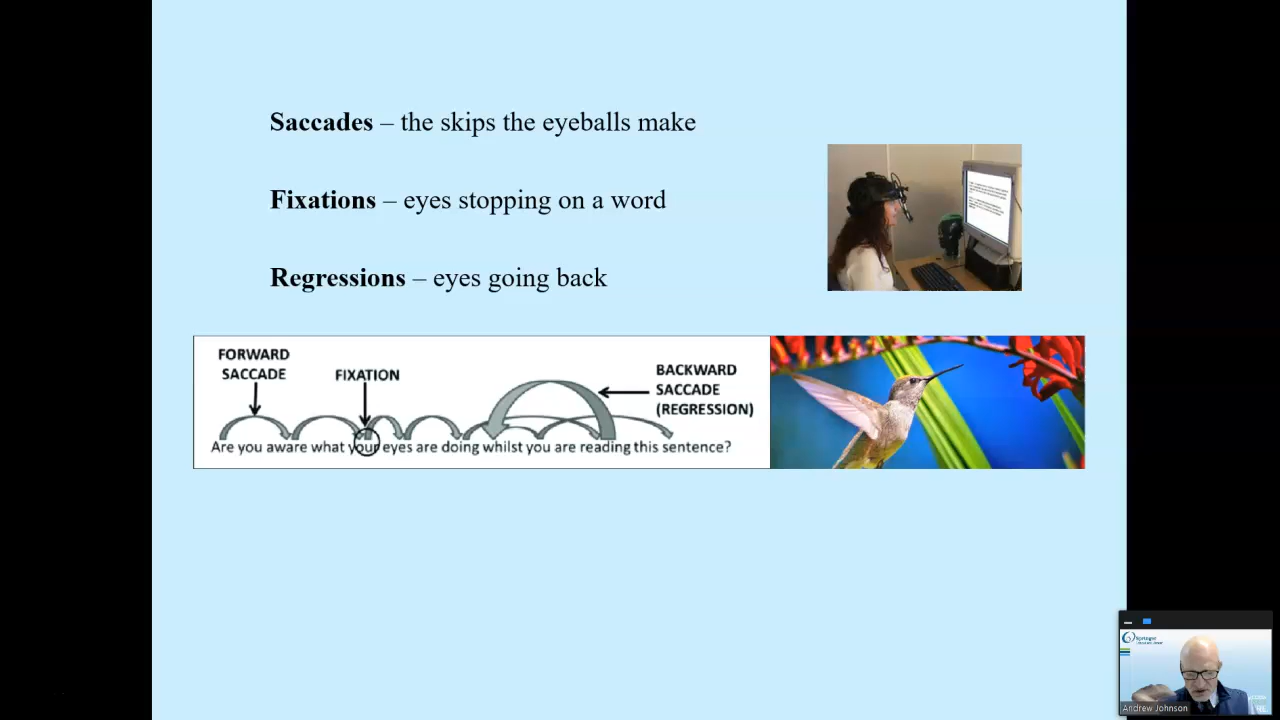 Saccades – the skips the eyeballs make
Fixations – eyes stopping on a word
Regressions – eyes going back
FORWARD
SACCADE
FIXATION
BACKWARD
SACCADE
(REGRESSION)
Are you aware what your eyes are doing whilst you are reading this sentence?
Springer
Andrew Johnson